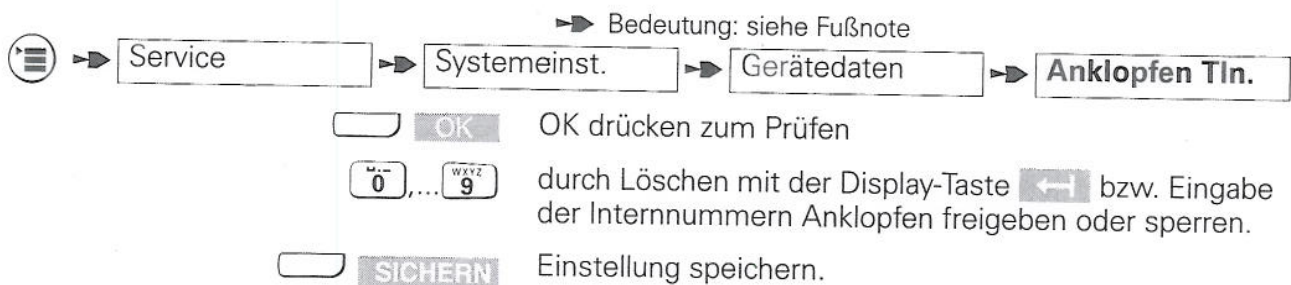 Bedeutung: siehe Fußnote
Service Systemeinst. Gerätedaten Anklopfen Tln.
OK OK drücken zum Prüfen
0,...WXYZ 9 durch Löschen mit der Display-Taste bzw. Eingabe
der Internnummern Anklopfen freigeben oder sperren.
SICHERN Einstellung speichern.